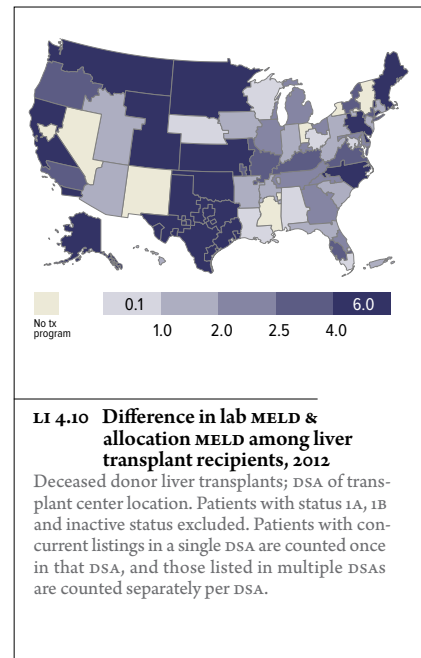 No tx
program
0.1
6.0
1.0
2.0
2.5
4.0
LI 4.10 Difference in lab MELD &
allocation MELD among liver
transplant recipients, 2012
Deceased donor liver transplants; DSA of trans-
plant center location. Patients with status 1A, 1B
and inactive status excluded. Patients with con-
current listings in a single DSA are counted once
in that DSA, and those listed in multiple DSAs
are counted separately per DSA.